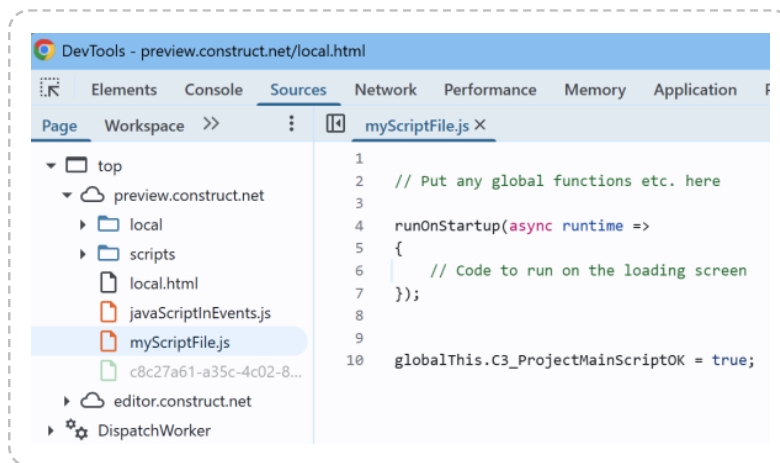 DevTools - preview.construct.net/local.html
Elements Console Sources Network Performance Memory Application
Page Workspace
myScriptFile.js
top
preview.construct.net
local
scripts
local.html
javaScriptInEvents.js
myScriptFile.js
c8c27a61-a35c-4c02-8...
editor.construct.net
DispatchWorker
1
2 // Put any global functions etc. here
3
4 runOnStartup(async runtime =>
5 {
6 // Code to run on the loading screen
7 });
8
9
10 globalThis.C3_ProjectMainScriptOK = true;